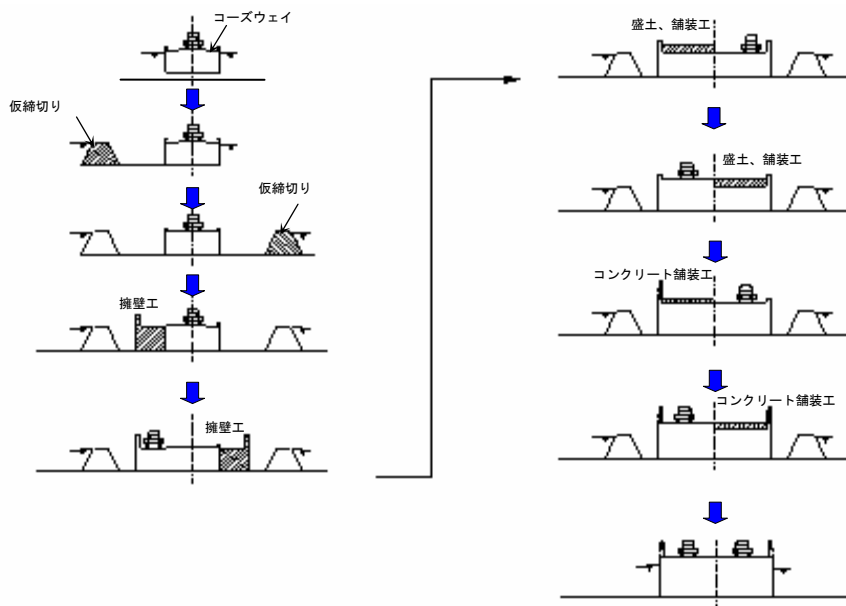 コーズウェイ
仮締切り
仮締切り
擁壁工
擁壁工
盛土、舗装工
盛土、舗装工
コンクリート舗装工
コンクリート舗装工